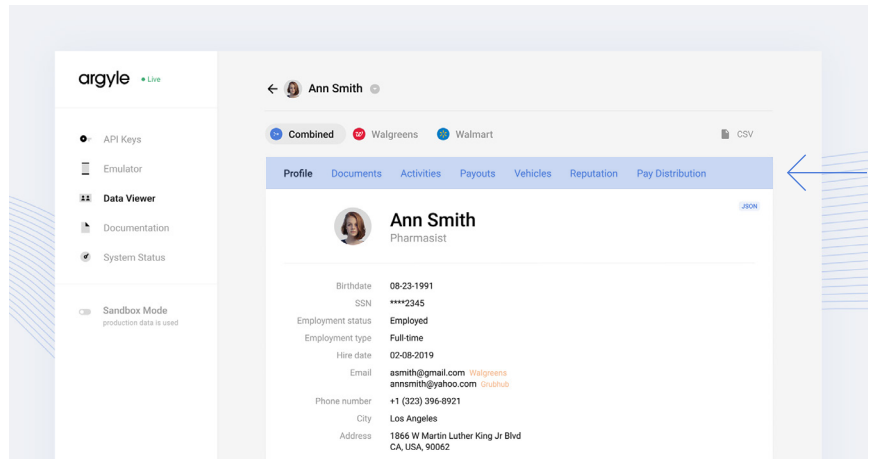 argyle • Live
API Keys
Emulator
Data Viewer
Documentation
System Status
Sandbox Mode
production data is used
Ann Smith
Combined Walgreens Walmart CSV
Profile Documents Activities Payouts Vehicles Reputation Pay Distribution
JSON
Ann Smith
Pharmasist
Birthdate 08-23-1991
SSN ****2345
Employment status Employed
Employment type Full-time
Hire date 02-08-2019
Email asmith@gmail.com Walgreens
annsmith@yahoo.com Grubhub
Phone number +1 (323) 396-8921
City Los Angeles
Address 1866 W Martin Luther King Jr Blvd
CA, USA, 90062